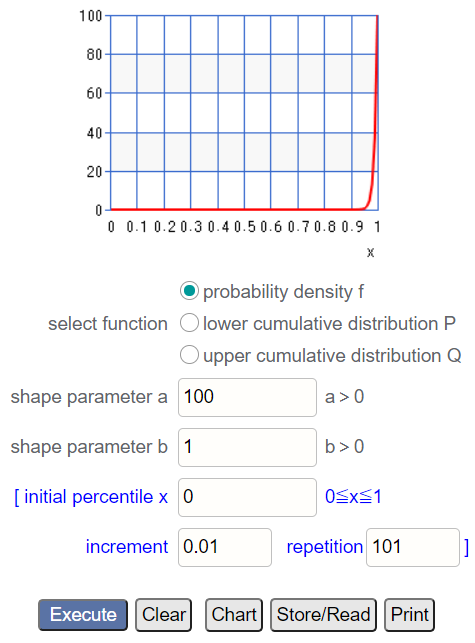 100
80
60
40
20
0
0 0.1 0.2 0.3 0.4 0.5 0.6 0.7 0.8 0.9 1
x
probability density f
select function lower cumulative distribution P
upper cumulative distribution Q
shape parameter a 100 a > 0
shape parameter b 1 b > 0
[ initial percentile x 0 0≦x≦1
increment 0.01 repetition 101 ]
Execute Clear Chart Store/Read Print